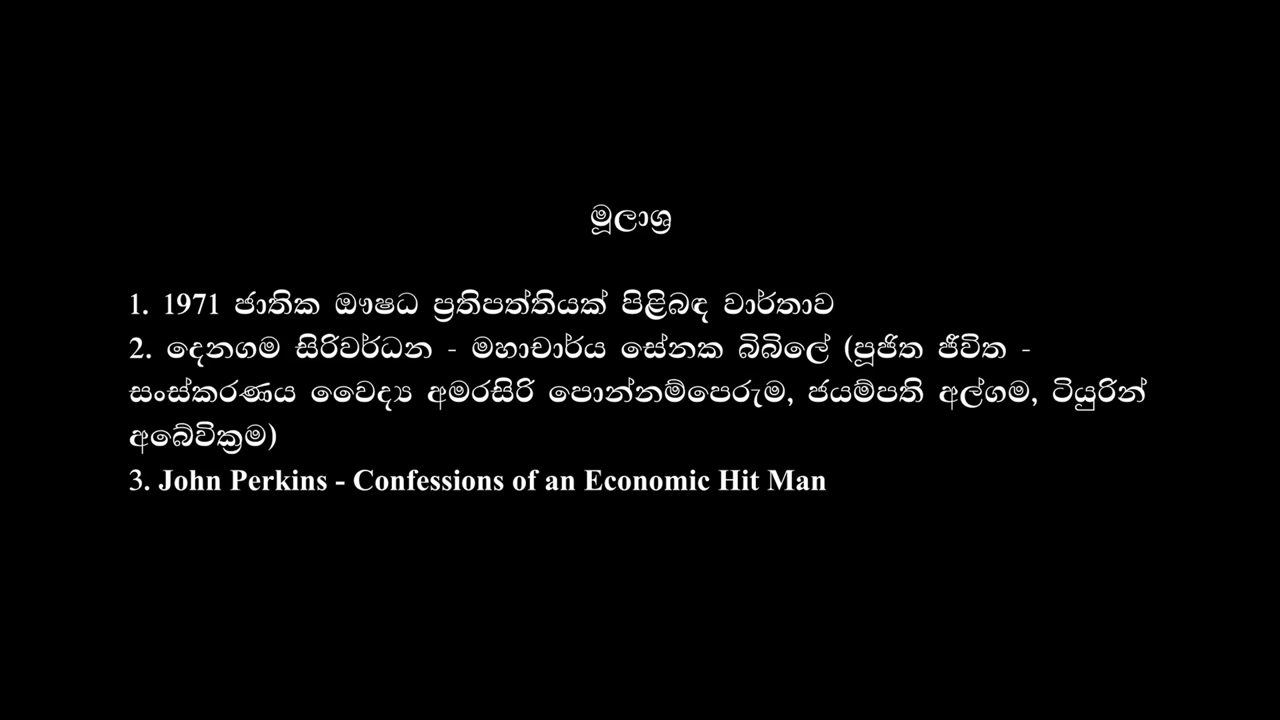 මූලාශ්‍ර
1. 1971 ජාතික ඖෂධ ප්‍රතිපත්තියක් පිළිබඳ වාර්තාව
2. දෙනගම සිරිවර්ධන - මහාචාර්ය සේනක බිබිලේ (පූජිත ජීවිත -
සංස්කරණය වෛද්‍ය අමරසිරි පොන්නම්පෙරුම, ජයම්පති අල්ගම, ටියුරින්
අබේවික්‍රම)
3. John Perkins - Confessions of an Economic Hit Man